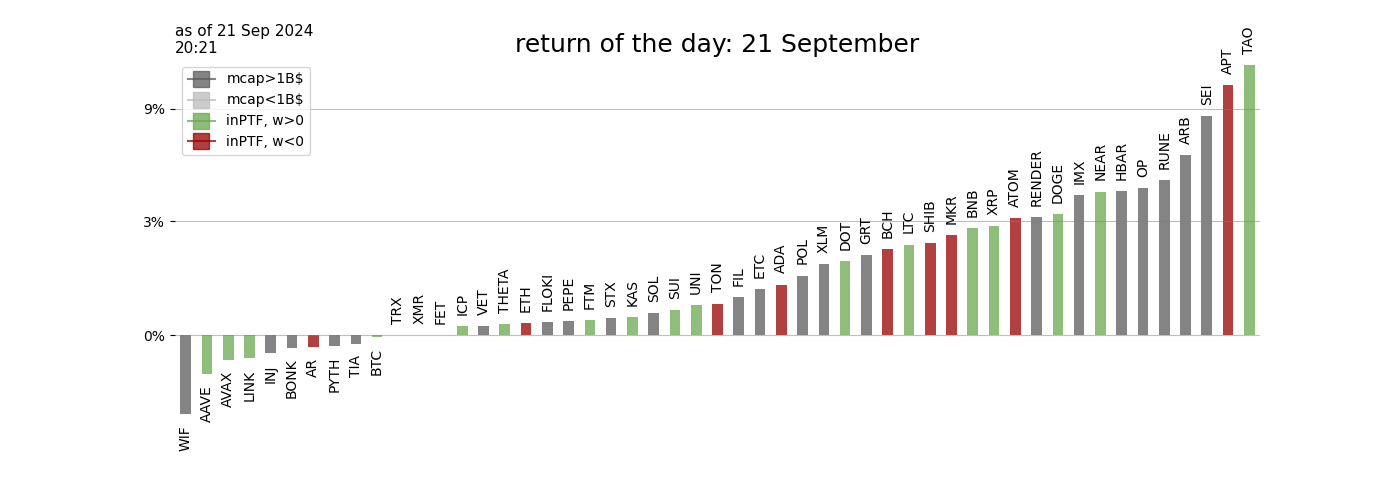 as of 21 Sep 2024
20:21
return of the day: 21 September
mcap>1B$
mcap<1B$
inPTF, w>0
inPTF, w<0
9%
3%
0%
WIF
AAVE
AVAX
LINK
INJ
BONK
AR
PYTH
TIA
BTC
TRX
XMR
FET
ICP
VET
THETA
ETH
FLOKI
PEPE
FTM
STX
KAS
SOL
SUI
UNI
TON
FIL
ETC
ADA
POL
XLM
DOT
GRT
BCH
LTC
SHIB
MKR
BNB
XRP
ATOM
RENDER
DOGE
IMX
NEAR
HBAR
OP
RUNE
ARB
SEI
APT
TAO